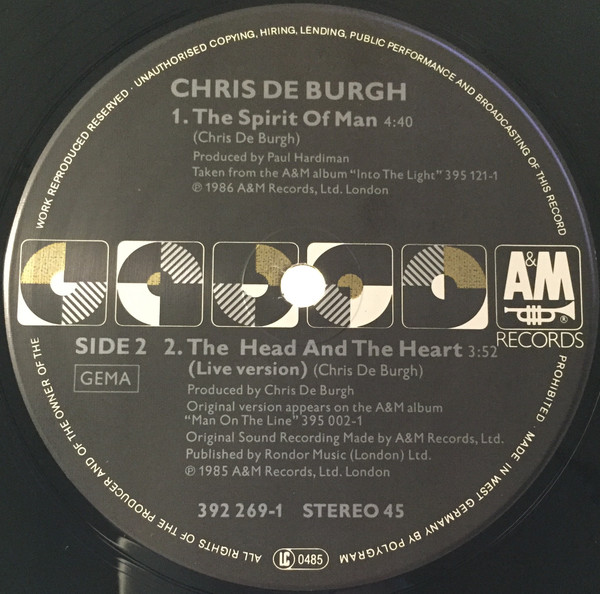 WORK REPRODUCED RESERVED · UNAUTHORISED COPYING, HIRING, LENDING, PUBLIC PERFORMANCE AND BROADCASTING OF THIS RECORD
CHRIS DE BURGH
1. The Spirit Of Man 4:40
(Chris De Burgh)
Produced by Paul Hardiman
Taken from the A&M album "Into The Light" 395 121-1
℗ 1986 A&M Records, Ltd. London
A&M
®
RECORDS
SIDE 2
GEMA
2. The Head And The Heart 3:52
(Live version) (Chris De Burgh)
Produced by Chris De Burgh
Original version appears on the A&M album
"Man On The Line" 395 002-1
Original Sound Recording Made by A&M Records, Ltd.
Published by Rondor Music (London) Ltd.
℗ 1985 A&M Records, Ltd. London
392 269-1 STEREO 45
PROHIBITED · MADE IN WEST GERMANY BY POLYGRAM
LC 0485
ALL RIGHTS OF THE PRODUCER AND OF THE OWNER OF THE